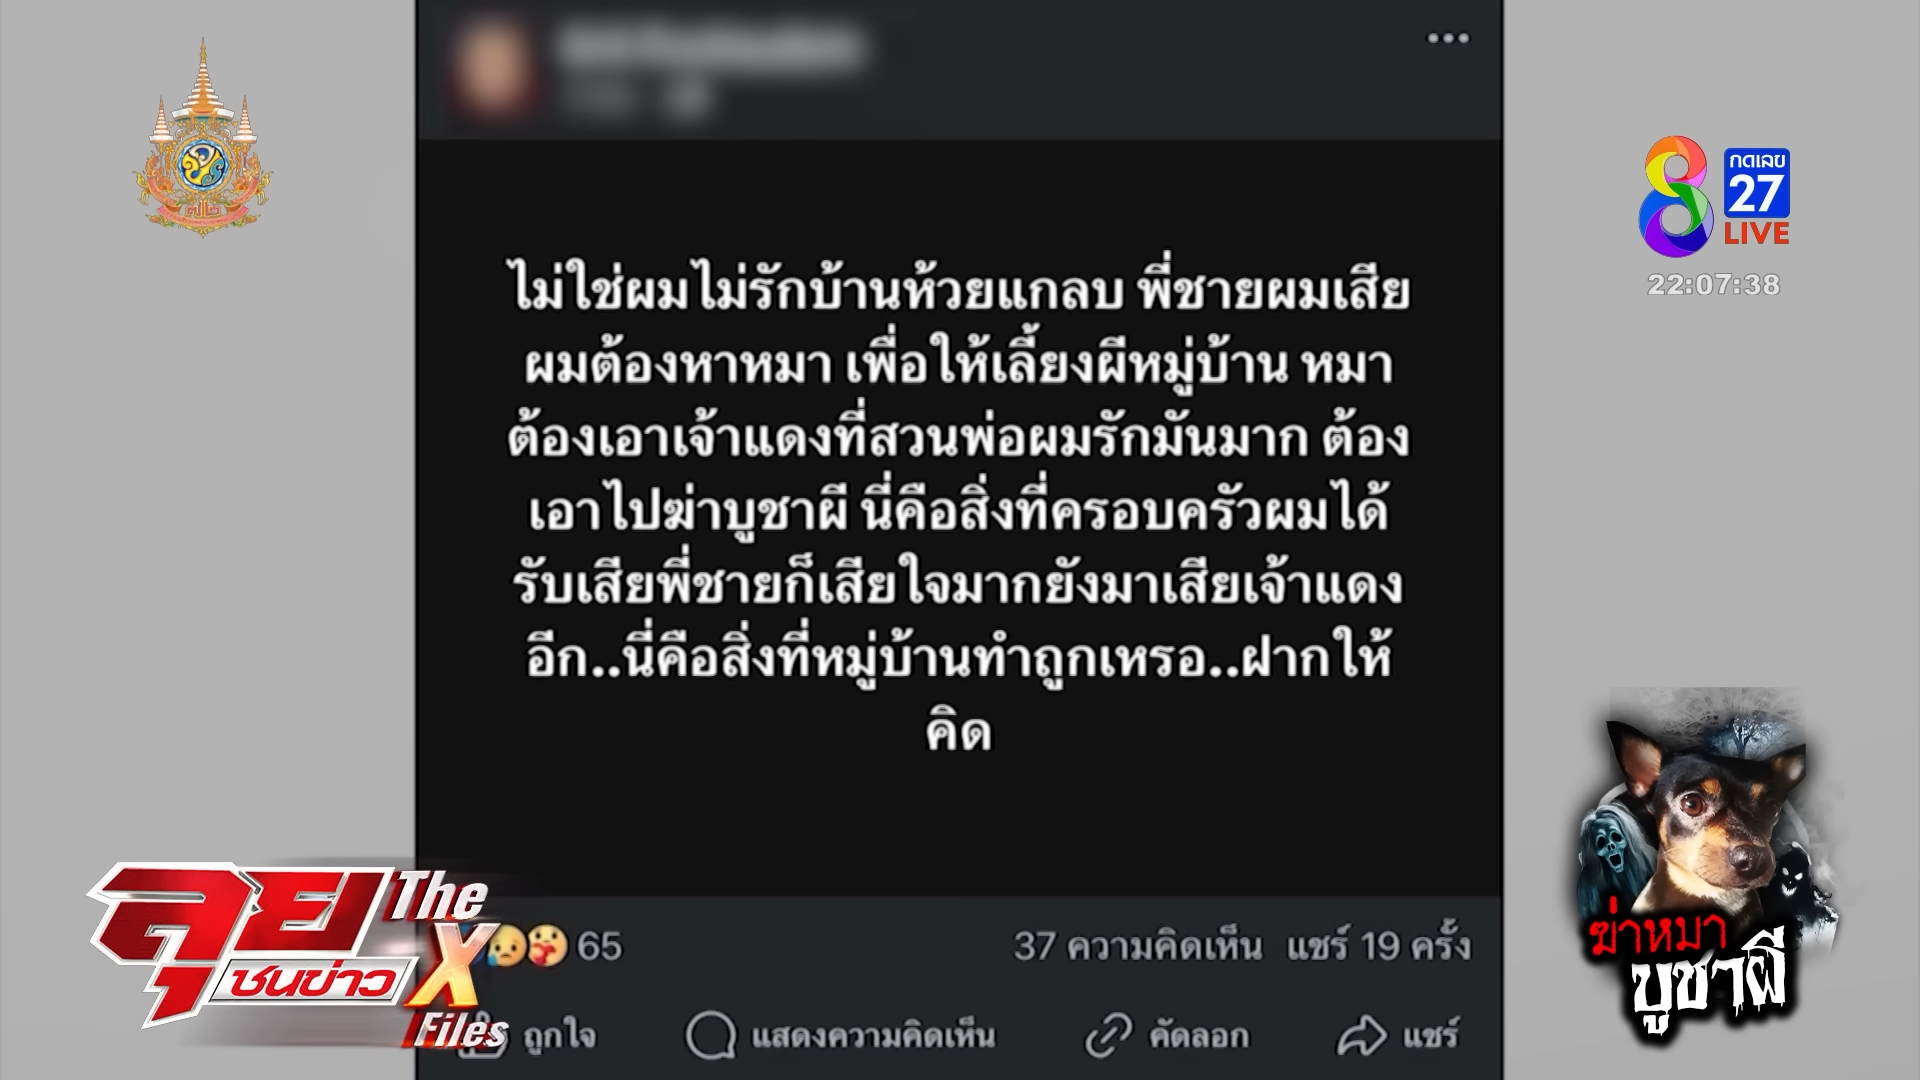 ไม่ใช่ผมไม่รักบ้านห้วยแกลบ พี่ชายผมเสีย
ผมต้องหาหมา เพื่อให้เลี้ยงผีหมู่บ้าน หมา
ต้องเอาเจ้าแดงที่สวนพ่อผมรักมันมาก ต้อง
เอาไปฆ่าบูชาผี นี่คือสิ่งที่ครอบครัวผมได้
รับเสียพี่ชายก็เสียใจมากยังมาเสียเจ้าแดง
อีก..นี่คือสิ่งที่หมู่บ้านทำถูกเหรอ..ฝากให้
คิด
65
37 ความคิดเห็น แชร์ 19 ครั้ง
ถูกใจ
แสดงความคิดเห็น
คัดลอก
แชร์
กดเลข
8 27
LIVE
22:07:38
ลุย
ชนข่าว
The
X
Files
ฆ่าหมา
บูชาผี